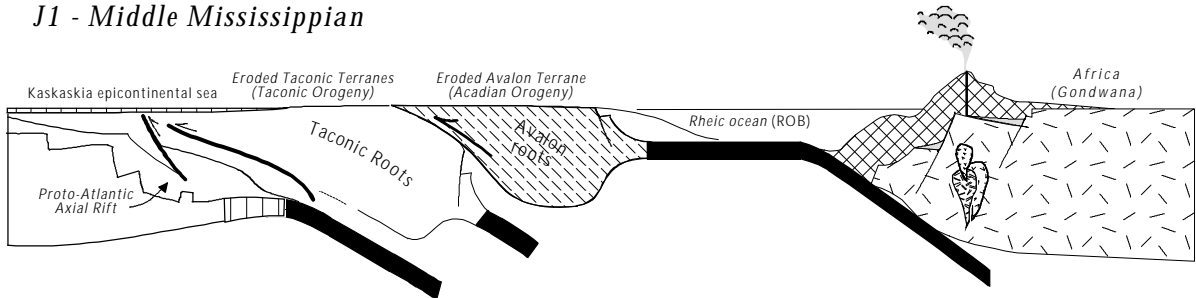 J1 - Middle Mississippian
Kaskaskia epicontinental sea
Eroded Taconic Terranes
(Taconic Orogeny)
Eroded Avalon Terrane
(Acadian Orogeny)
Africa
(Gondwana)
Rheic ocean (ROB)
Taconic Roots
Avalon
roots
Proto-Atlantic
Axial Rift